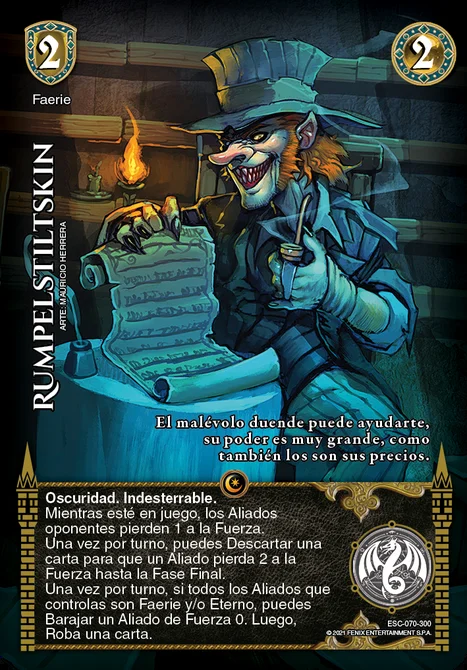 2
2
Faerie
RUMPELSTILTSKIN
ARTE: MAURICIO HERRERA
El malévolo duende puede ayudarte,
su poder es muy grande, como
también los son sus precios.
Oscuridad. Indesterrable.
Mientras esté en juego, los Aliados
oponentes pierden 1 a la Fuerza.
Una vez por turno, puedes Descartar una
carta para que un Aliado pierda 2 a la
Fuerza hasta la Fase Final.
Una vez por turno, si todos los Aliados que
controlas son Faerie y/o Eterno, puedes
Barajar un Aliado de Fuerza 0. Luego,
Roba una carta.
ESC-070-300
© 2021 FENIX ENTERTAINMENT S.P.A.